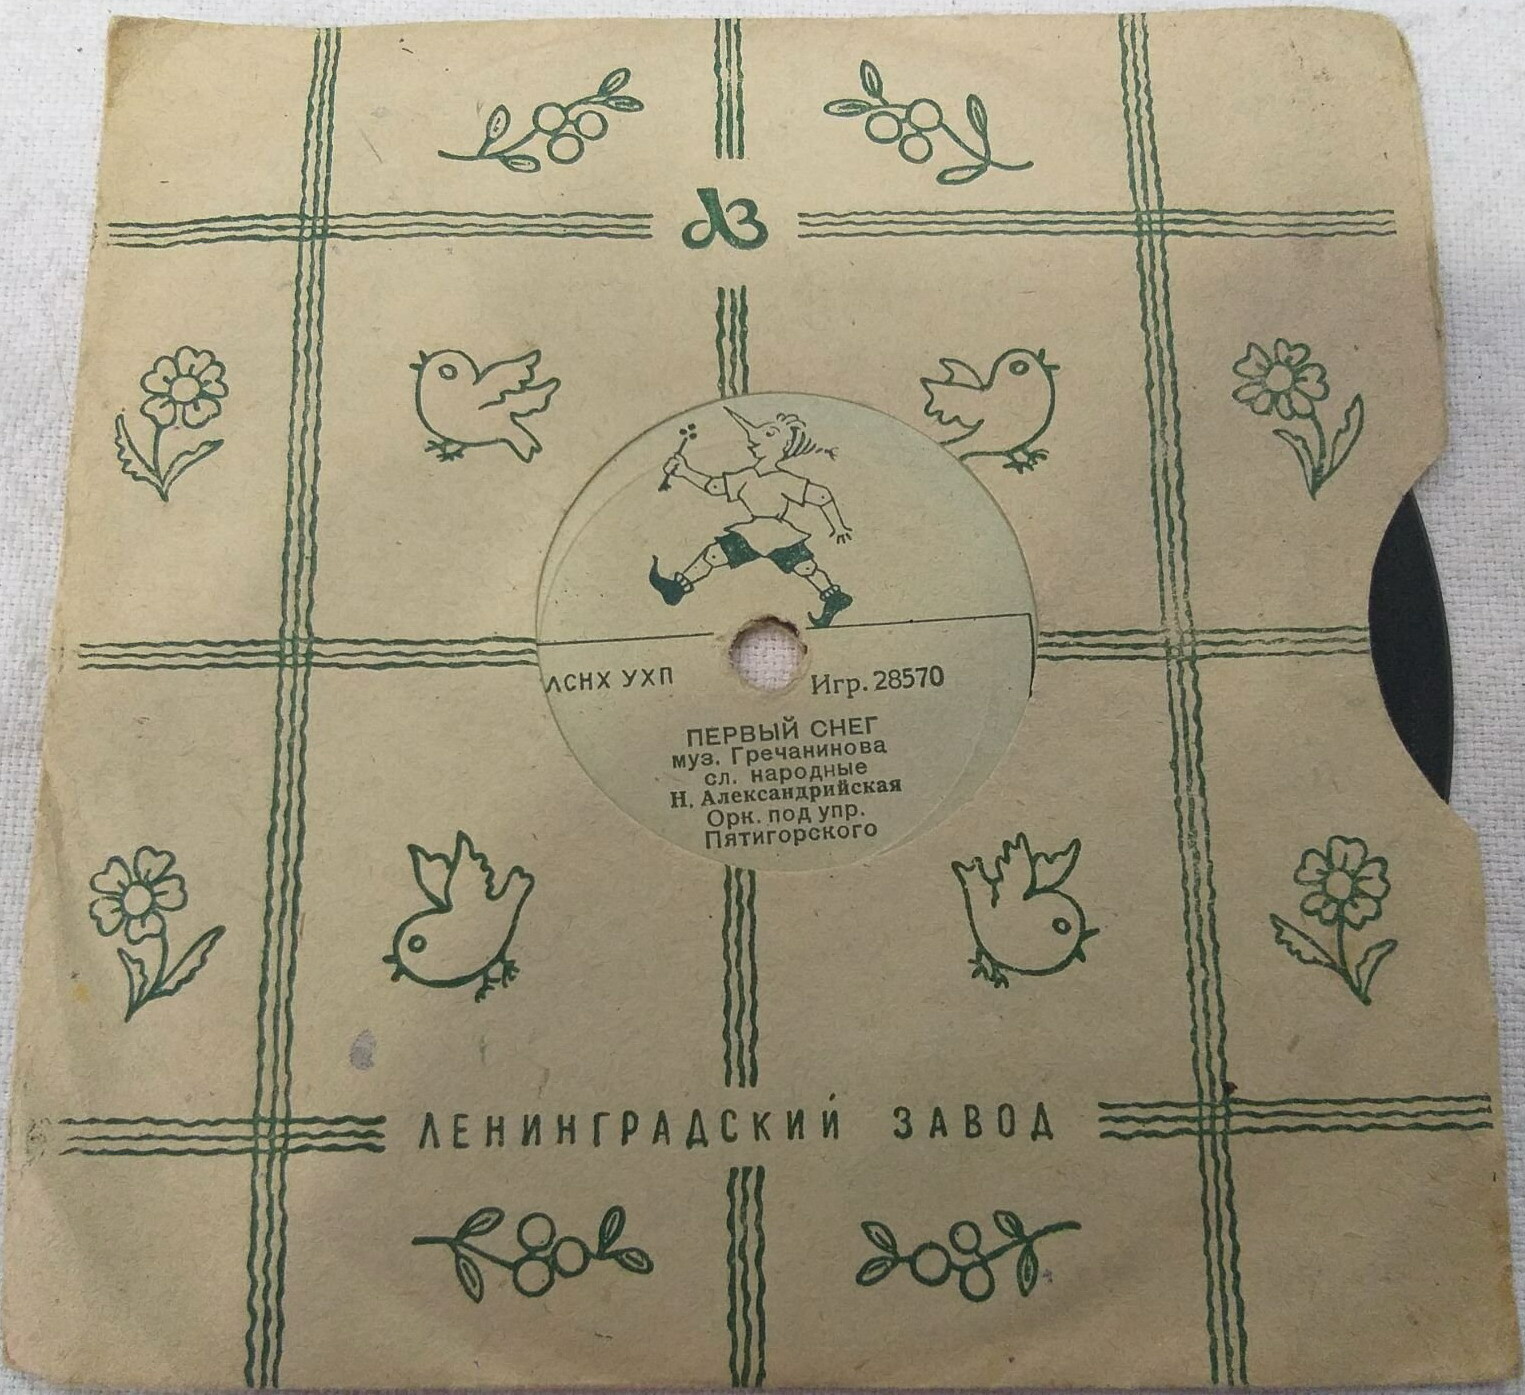 ЛЗ
ЛСНХ УХП
Игр. 28570
ПЕРВЫЙ СНЕГ
муз. Гречанинова
сл. народные
Н. Александрийская
Орк. под упр.
Пятигорского
ЛЕНИНГРАДСКИЙ ЗАВОД